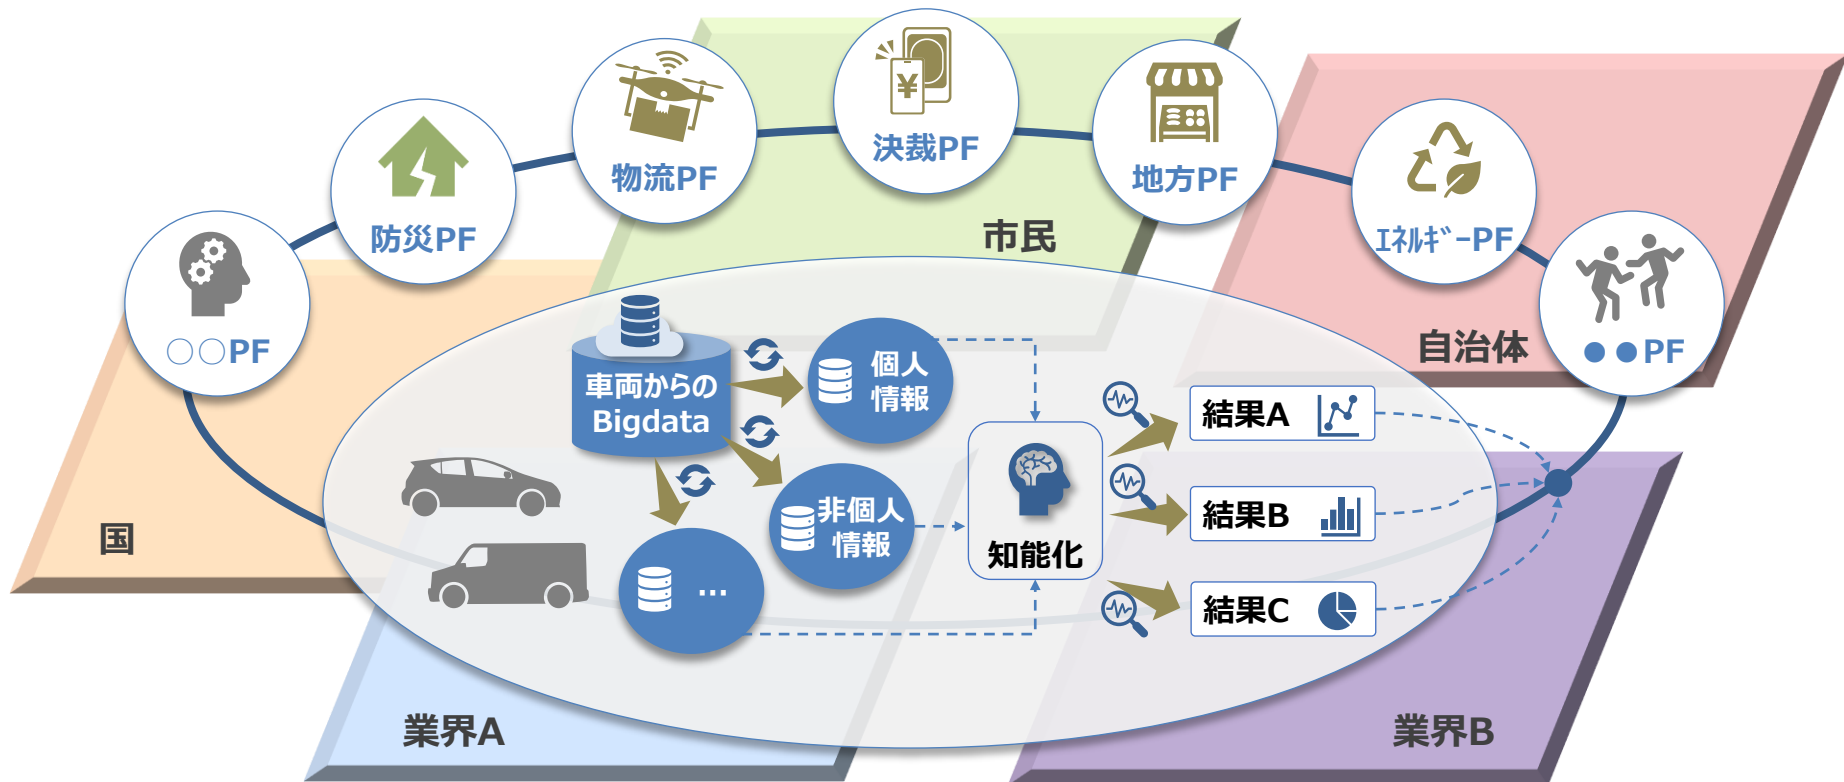 決裁PF
物流PF
地方PF
防災PF
ｴﾈﾙｷﾞｰPF
○○PF
●●PF
市民
自治体
国
業界A
業界B
車両からの
Bigdata
個人
情報
非個人
情報
…
知能化
結果A
結果B
結果C
¥